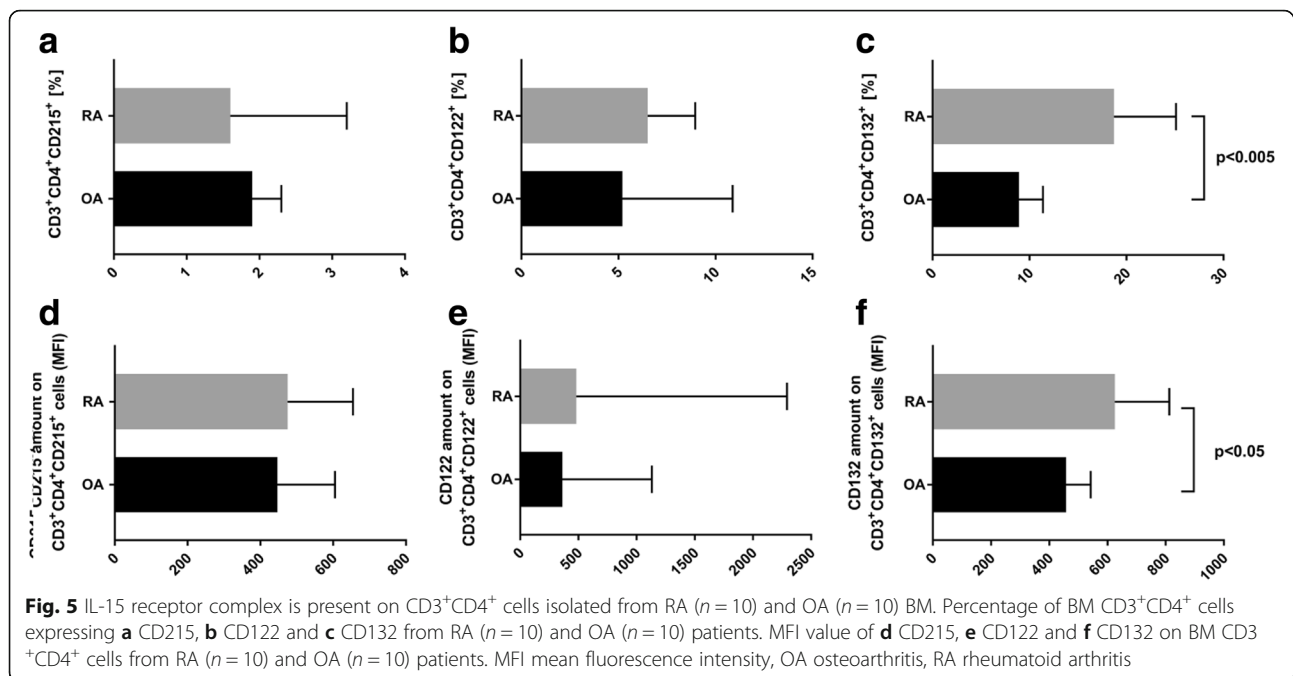 a
CD3⁺CD4⁺CD215⁺ [%]
RA
OA
0 1 2 3 4
b
CD3⁺CD4⁺CD122⁺ [%]
RA
OA
0 5 10 15
c
CD3⁺CD4⁺CD132⁺ [%]
RA
OA
p<0.005
0 10 20 30
d
CD215 amount on
CD3⁺CD4⁺CD215⁺ cells (MFI)
RA
OA
0 200 400 600 800
e
CD122 amount on
CD3⁺CD4⁺CD122⁺ cells (MFI)
RA
OA
0 500 1000 1500 2000 2500
f
CD132 amount on
CD3⁺CD4⁺CD132⁺ cells (MFI)
RA
OA
p<0.05
0 200 400 600 800 1000
Fig. 5 IL-15 receptor complex is present on CD3⁺CD4⁺ cells isolated from RA (n = 10) and OA (n = 10) BM. Percentage of BM CD3⁺CD4⁺ cells
expressing a CD215, b CD122 and c CD132 from RA (n = 10) and OA (n = 10) patients. MFI value of d CD215, e CD122 and f CD132 on BM CD3
⁺CD4⁺ cells from RA (n = 10) and OA (n = 10) patients. MFI mean fluorescence intensity, OA osteoarthritis, RA rheumatoid arthritis